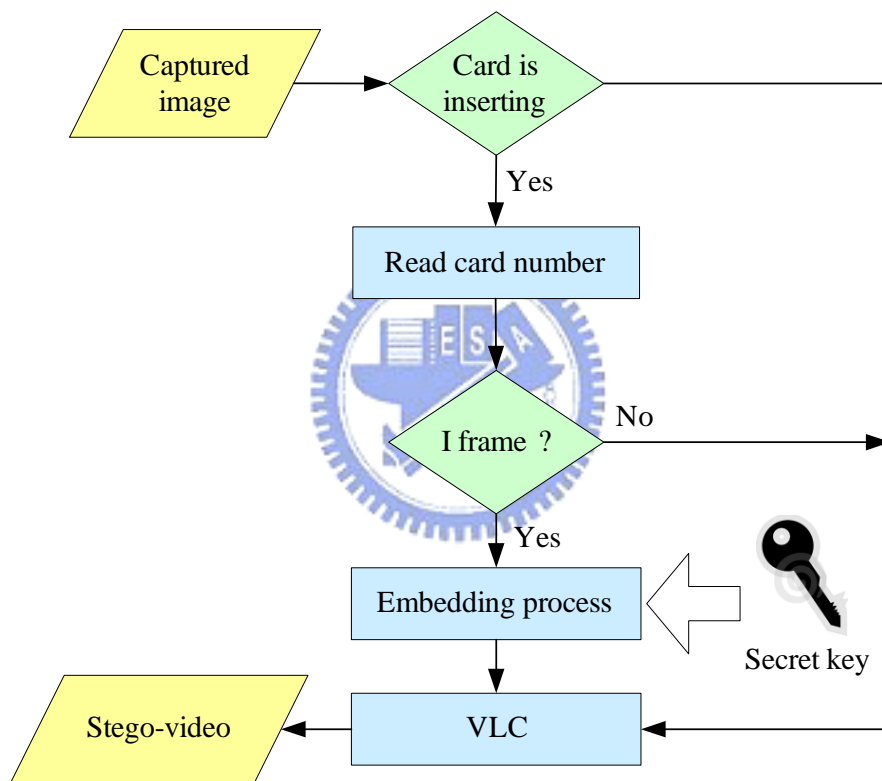 Captured
image
Card is
inserting
Yes
Read card number
ESA
I frame ?
No
Yes
Embedding process
Secret key
Stego-video
VLC